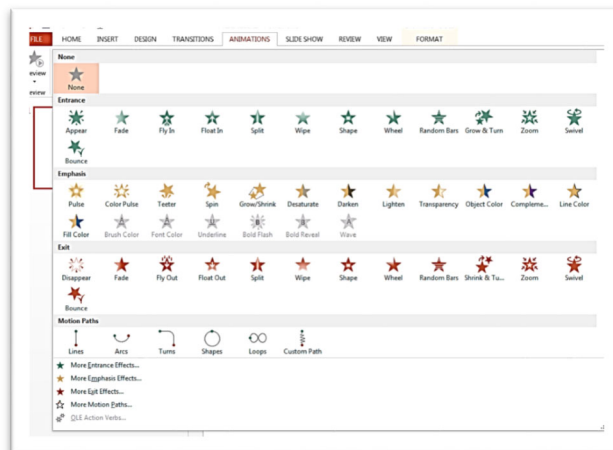 FILE HOME INSERT DESIGN TRANSITIONS ANIMATIONS SLIDE SHOW REVIEW VIEW FORMAT
eview
eview
None
None
Entrance
Appear Fade Fly In Float In Split Wipe Shape Wheel Random Bars Grow & Turn Zoom Swivel
Bounce
Emphasis
Pulse Color Pulse Teeter Spin Grow/Shrink Desaturate Darken Lighten Transparency Object Color Compleme... Line Color
Fill Color Brush Color Font Color Underline Bold Flash Bold Reveal Wave
Exit
Disappear Fade Fly Out Float Out Split Wipe Shape Wheel Random Bars Shrink & Tu... Zoom Swivel
Bounce
Motion Paths
Lines Arcs Turns Shapes Loops Custom Path
More Entrance Effects...
More Emphasis Effects...
More Exit Effects...
More Motion Paths...
OLE Action Verbs...